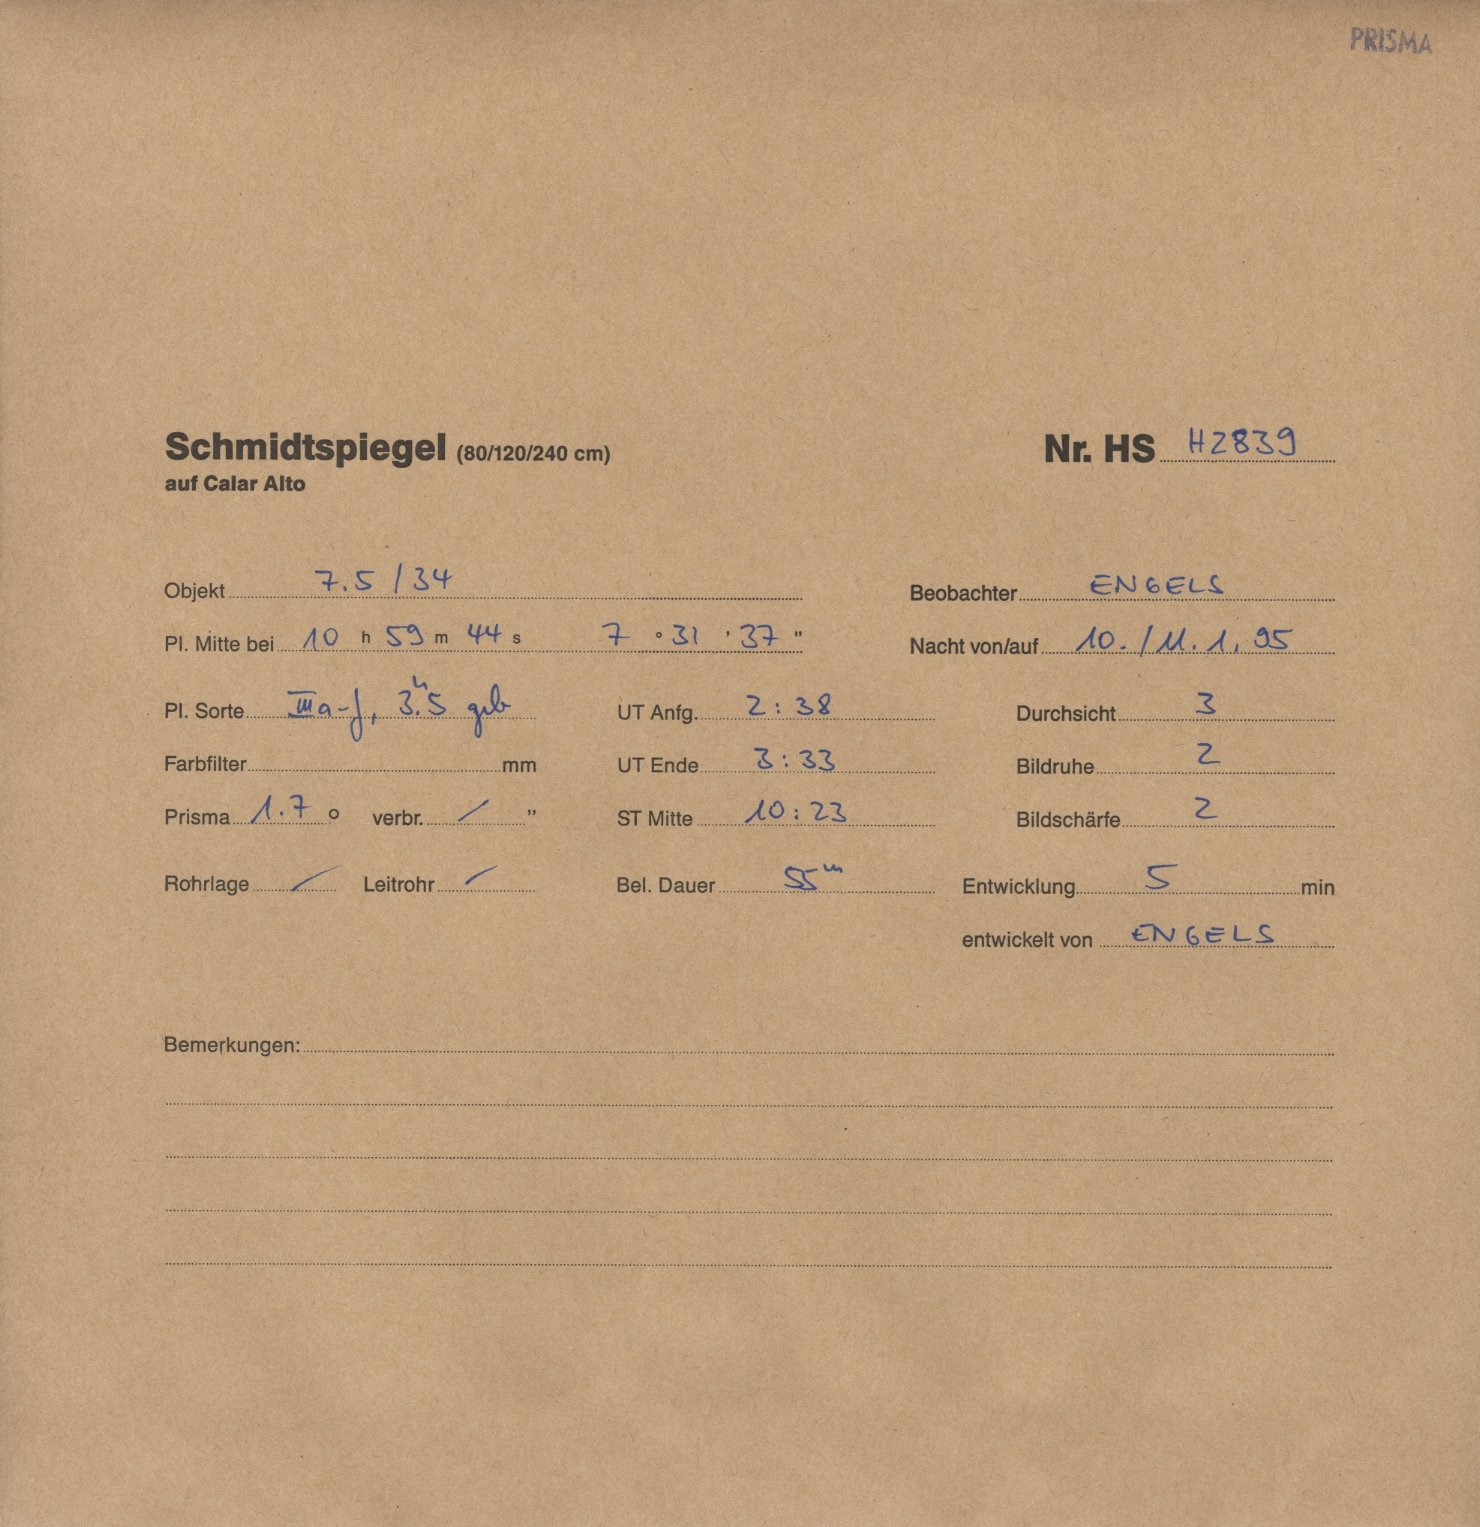 PRISMA
Schmidtspiegel (80/120/240 cm) Nr. HS H2839
auf Calar Alto
Objekt 7.5 / 34 Beobachter ENGELS
Pl. Mitte bei 10 h 59 m 44 s 7 ° 31 ' 37 " Nacht von/auf 10. / 11. 1. 95
Pl. Sorte IIIa-J, 3.h5 geb UT Anfg. 2:38 Durchsicht 3
Farbfilter mm UT Ende 3:33 Bildruhe 2
Prisma 1.7 ° verbr. / " ST Mitte 10:23 Bildschärfe 2
Rohrlage / Leitrohr / Bel. Dauer 55m Entwicklung 5 min
entwickelt von ENGELS
Bemerkungen: